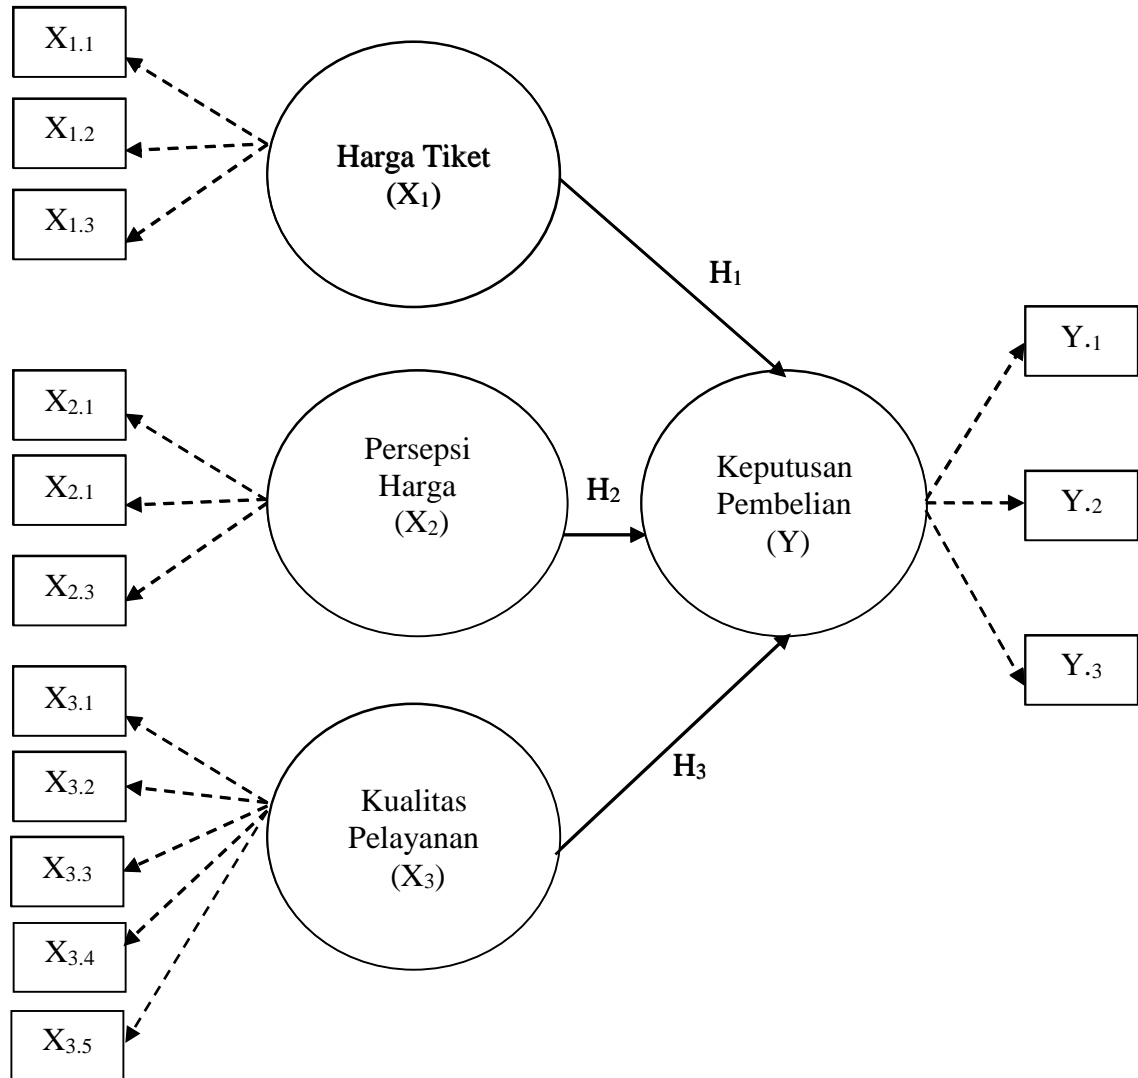 X1.1
X1.2
X1.3
Harga Tiket
(X1)
H1
X2.1
X2.1
X2.3
Persepsi
Harga
(X2)
H2
Keputusan
Pembelian
(Y)
Y.1
Y.2
Y.3
X3.1
X3.2
X3.3
X3.4
X3.5
Kualitas
Pelayanan
(X3)
H3